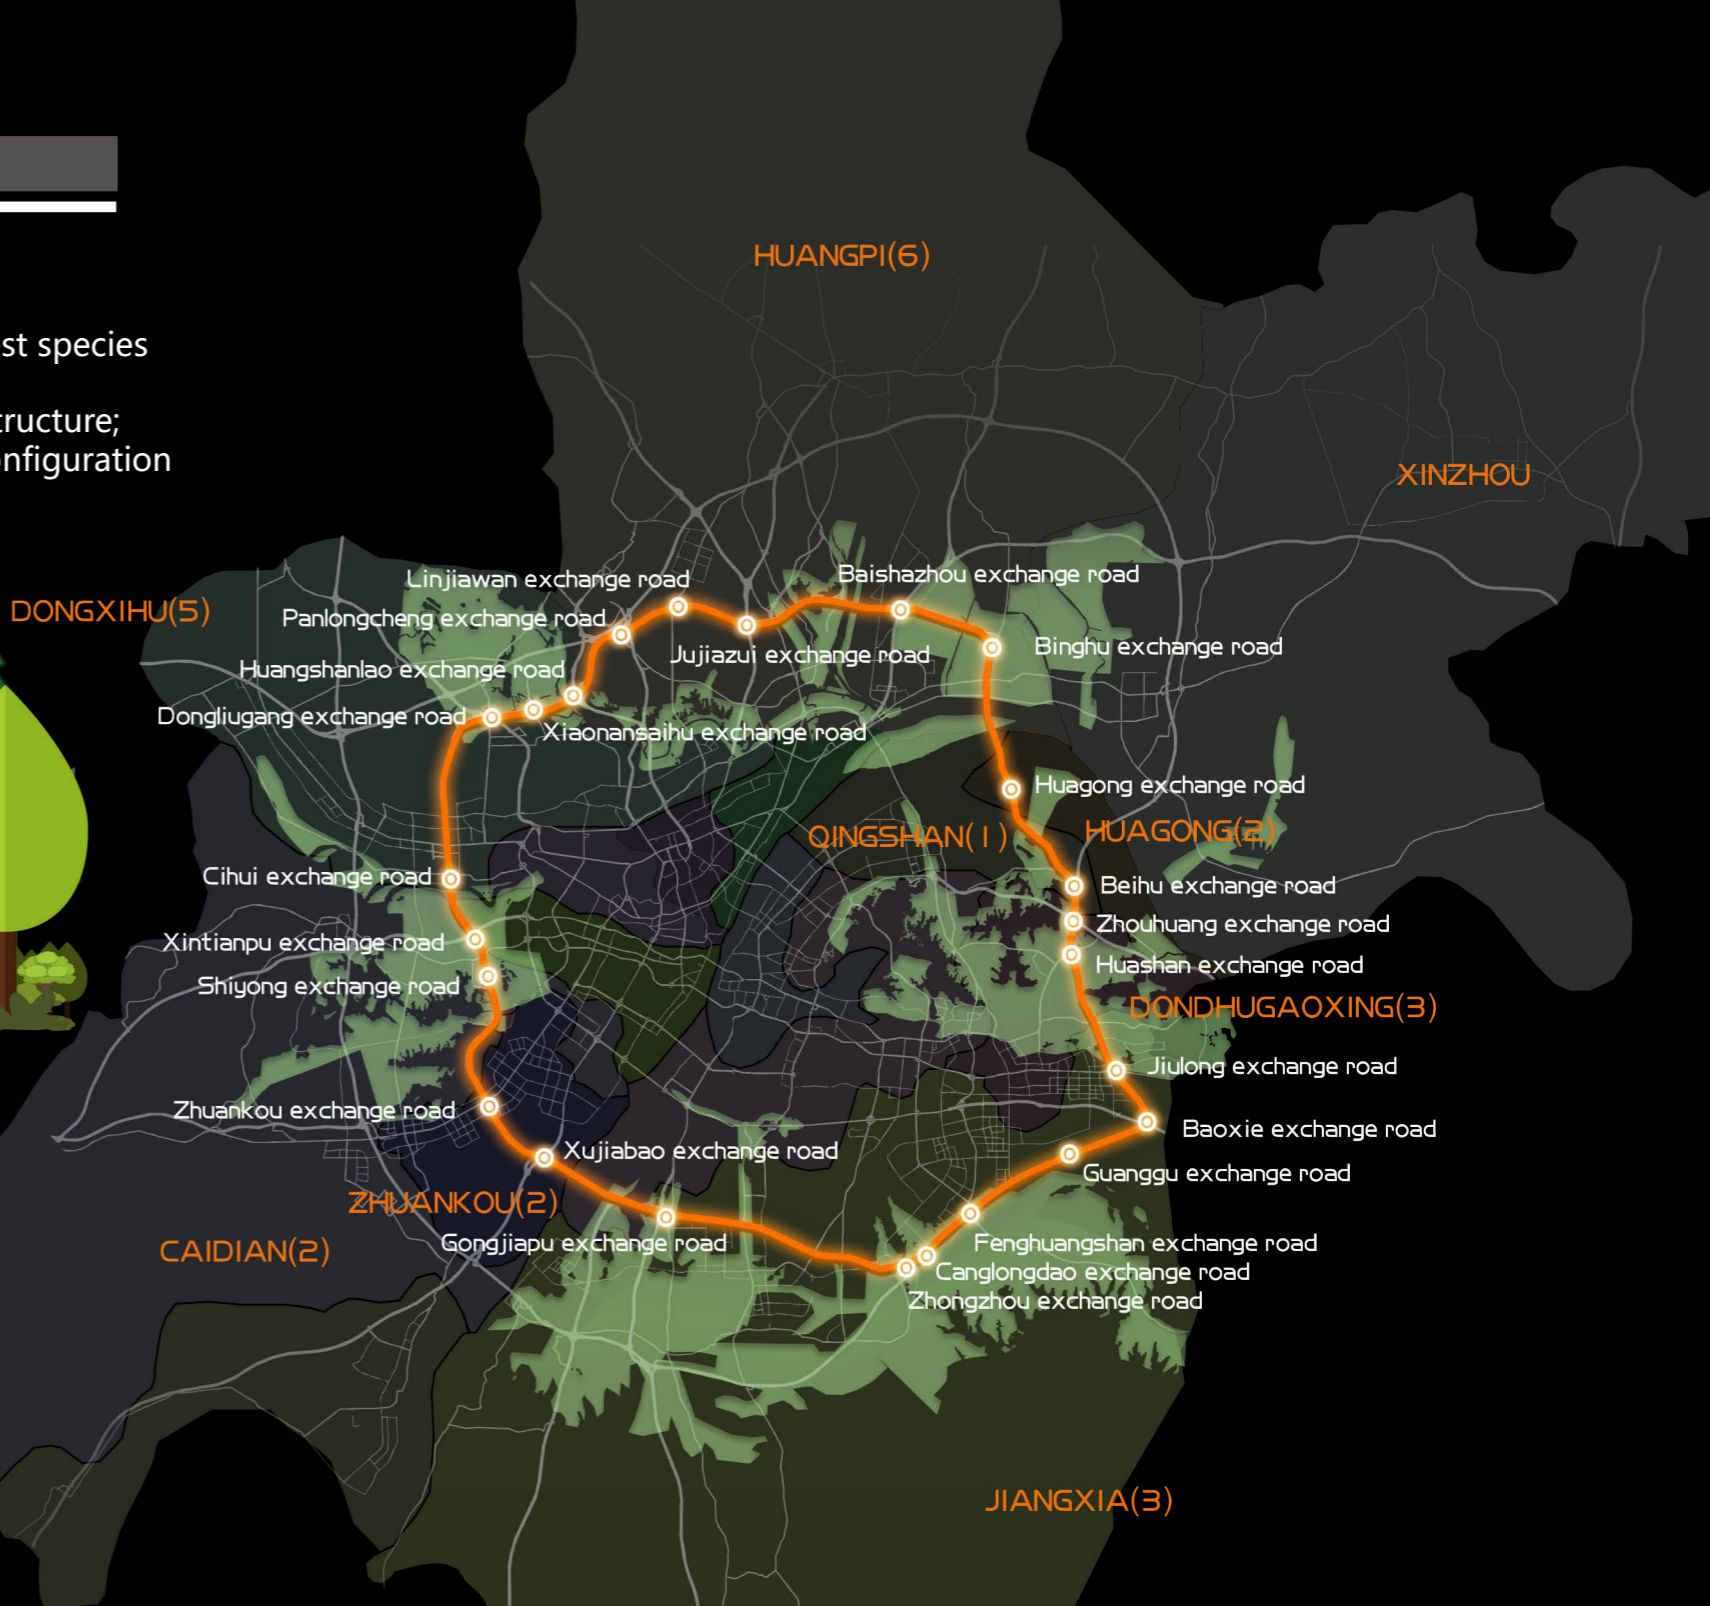 HUANGPI(6)
st species
tructure;
onfiguration
XINZHOU
DONGXIHU(5)
Linjiawan exchange road
Baishazhou exchange road
Panlongcheng exchange road
Jujiazui exchange road
Binghu exchange road
Huangshanlao exchange road
Dongliugang exchange road
Xiaonansaihu exchange road
Huagong exchange road
QINGSHAN(1)
HUAGONG(2)
Cihui exchange road
Beihu exchange road
Zhouhuang exchange road
Xintianpu exchange road
Huashan exchange road
Shiyong exchange road
DONDHUGAOXING(3)
Jiulong exchange road
Zhuankou exchange road
Baoxie exchange road
Xujiabao exchange road
Guanggu exchange road
ZHUANKOU(2)
CAIDIAN(2)
Gongjiapu exchange road
Fenghuangshan exchange road
Canglongdao exchange road
Zhongzhou exchange road
JIANGXIA(3)